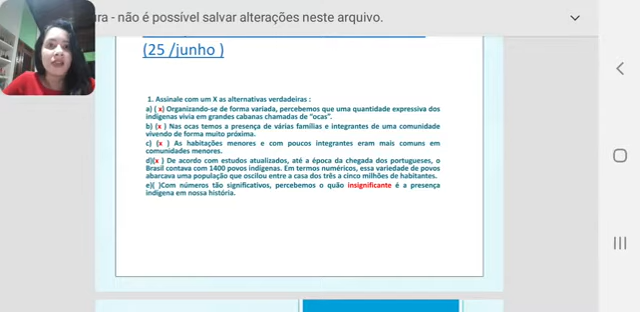 ura - não é possível salvar alterações neste arquivo.
(25 /junho )
1. Assinale com um X as alternativas verdadeiras :
a) ( x) Organizando-se de forma variada, percebemos que uma quantidade expressiva dos
indígenas vivia em grandes cabanas chamadas de "ocas".
b) (x ) Nas ocas temos a presença de várias famílias e integrantes de uma comunidade
vivendo de forma muito próxima.
c) (x ) As habitações menores e com poucos integrantes eram mais comuns em
comunidades menores.
d)(x ) De acordo com estudos atualizados, até a época da chegada dos portugueses, o
Brasil contava com 1400 povos indígenas. Em termos numéricos, essa variedade de povos
abarcava uma população que oscilou entre a casa dos três a cinco milhões de habitantes.
e)( )Com números tão significativos, percebemos o quão insignificante é a presença
indígena em nossa história.